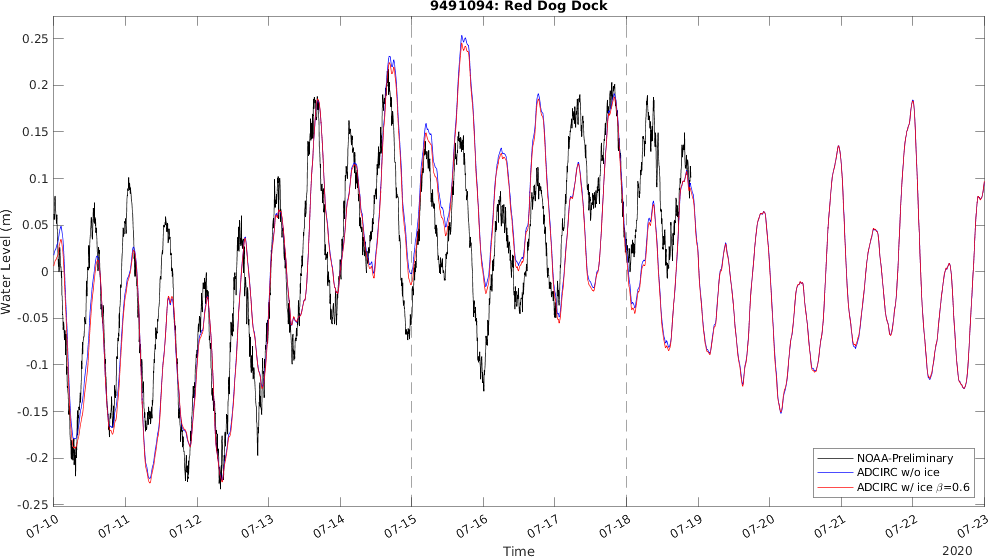 9491094: Red Dog Dock
Water Level (m)
0.25
0.2
0.15
0.1
0.05
0
-0.05
-0.1
-0.15
-0.2
-0.25
NOAA-Preliminary
ADCIRC w/o ice
ADCIRC w/ ice β=0.6
07-10 07-11 07-12 07-13 07-14 07-15 07-16 07-17 07-18 07-19 07-20 07-21 07-22 07-23
Time
2020